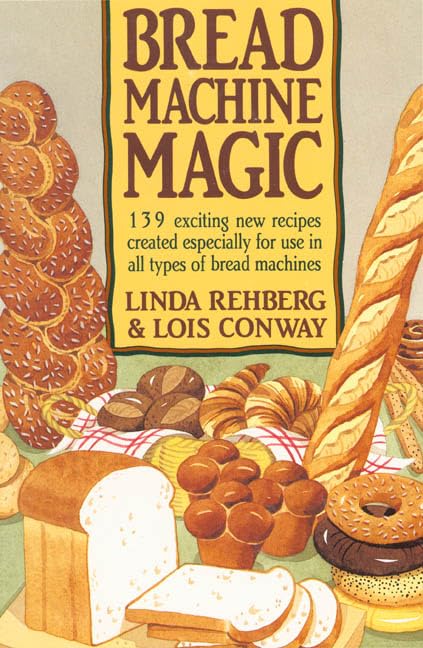 BREAD
MACHINE
MAGIC
139 exciting new recipes
created especially for use in
all types of bread machines
LINDA REHBERG
& LOIS CONWAY